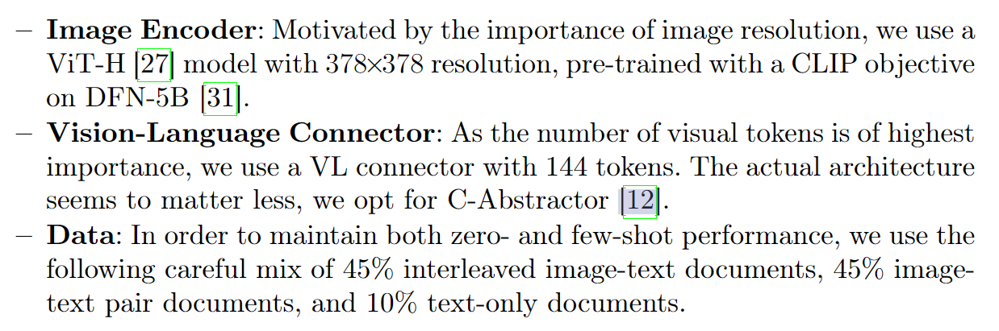 – Image Encoder: Motivated by the importance of image resolution, we use a
ViT-H [27] model with 378×378 resolution, pre-trained with a CLIP objective
on DFN-5B [31].
– Vision-Language Connector: As the number of visual tokens is of highest
importance, we use a VL connector with 144 tokens. The actual architecture
seems to matter less, we opt for C-Abstractor [12].
– Data: In order to maintain both zero- and few-shot performance, we use the
following careful mix of 45% interleaved image-text documents, 45% image-
text pair documents, and 10% text-only documents.